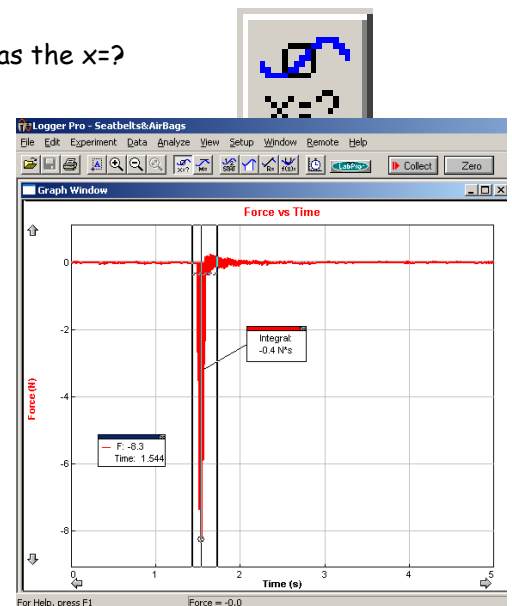 as the x=?
x=?
Logger Pro - Seatbelts&AirBags
File Edit Experiment Data Analyze View Setup Window Remote Help
x=? M= STAT R= f(x)= LabPro Collect Zero
Graph Window
Force vs Time
0
-2
-4
-6
-8
Force (N)
Integral:
-0.4 N*s
F: -8.3
Time: 1.544
0 1 2 3 4 5
Time (s)
For Help, press F1 Force = -0.0